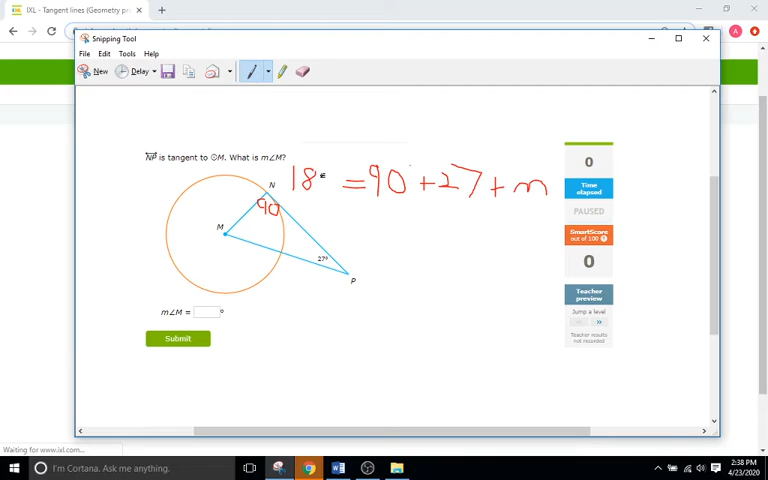 IXL - Tangent lines (Geometry pr
A
Snipping Tool
File Edit Tools Help
New Delay
NP is tangent to ⊙M. What is m∠M?
18 = 90 + 27 + m
N
90
M
27°
P
m∠M = °
Submit
0
Time
elapsed
PAUSED
SmartScore
out of 100 ?
0
Teacher
preview
Jump a level
Teacher results
not recorded
Waiting for www.ixl.com...
I'm Cortana. Ask me anything.
2:38 PM
4/23/2020